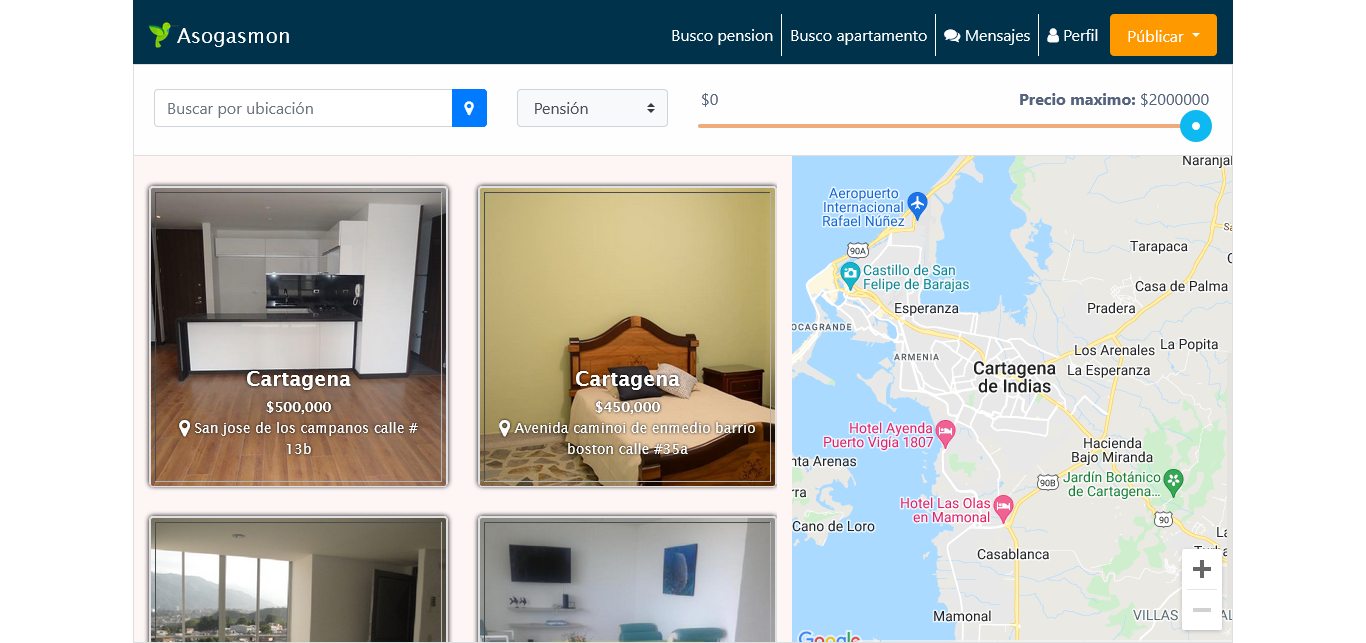 Asogasmon
Busco pension
Busco apartamento
Mensajes
Perfil
Públicar
Buscar por ubicación
Pensión
$0
Precio maximo: $2000000
Cartagena
$500,000
San jose de los campanos calle #
13b
Cartagena
$450,000
Avenida caminoi de enmedio barrio
boston calle #35a
Naranjal
Aeropuerto
Internacional
Rafael Núñez
90A
Tarapaca
Castillo de San
Felipe de Barajas
Casa de Palma
Esperanza
Pradera
OCAGRANDE
ARMENIA
Los Arenales
La Popita
Cartagena
de Indias
La Esperanza
Hotel Ayenda
Puerto Vigía 1807
Hacienda
Bajo Miranda
nta Arenas
90B
Jardín Botánico
de Cartagena...
rra
Hotel Las Olas
en Mamonal
90
Cano de Loro
Casablanca
Mamonal
VILLAS
Google